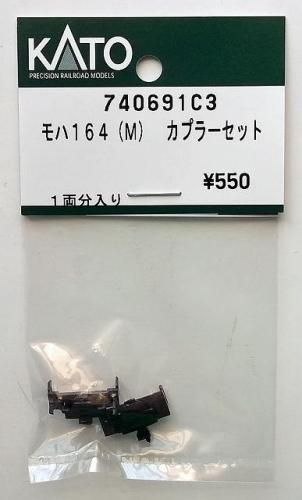 KATO
PRECISION RAILROAD MODELS
740691C3
モハ164(M) カプラーセット
¥550
1両分入り